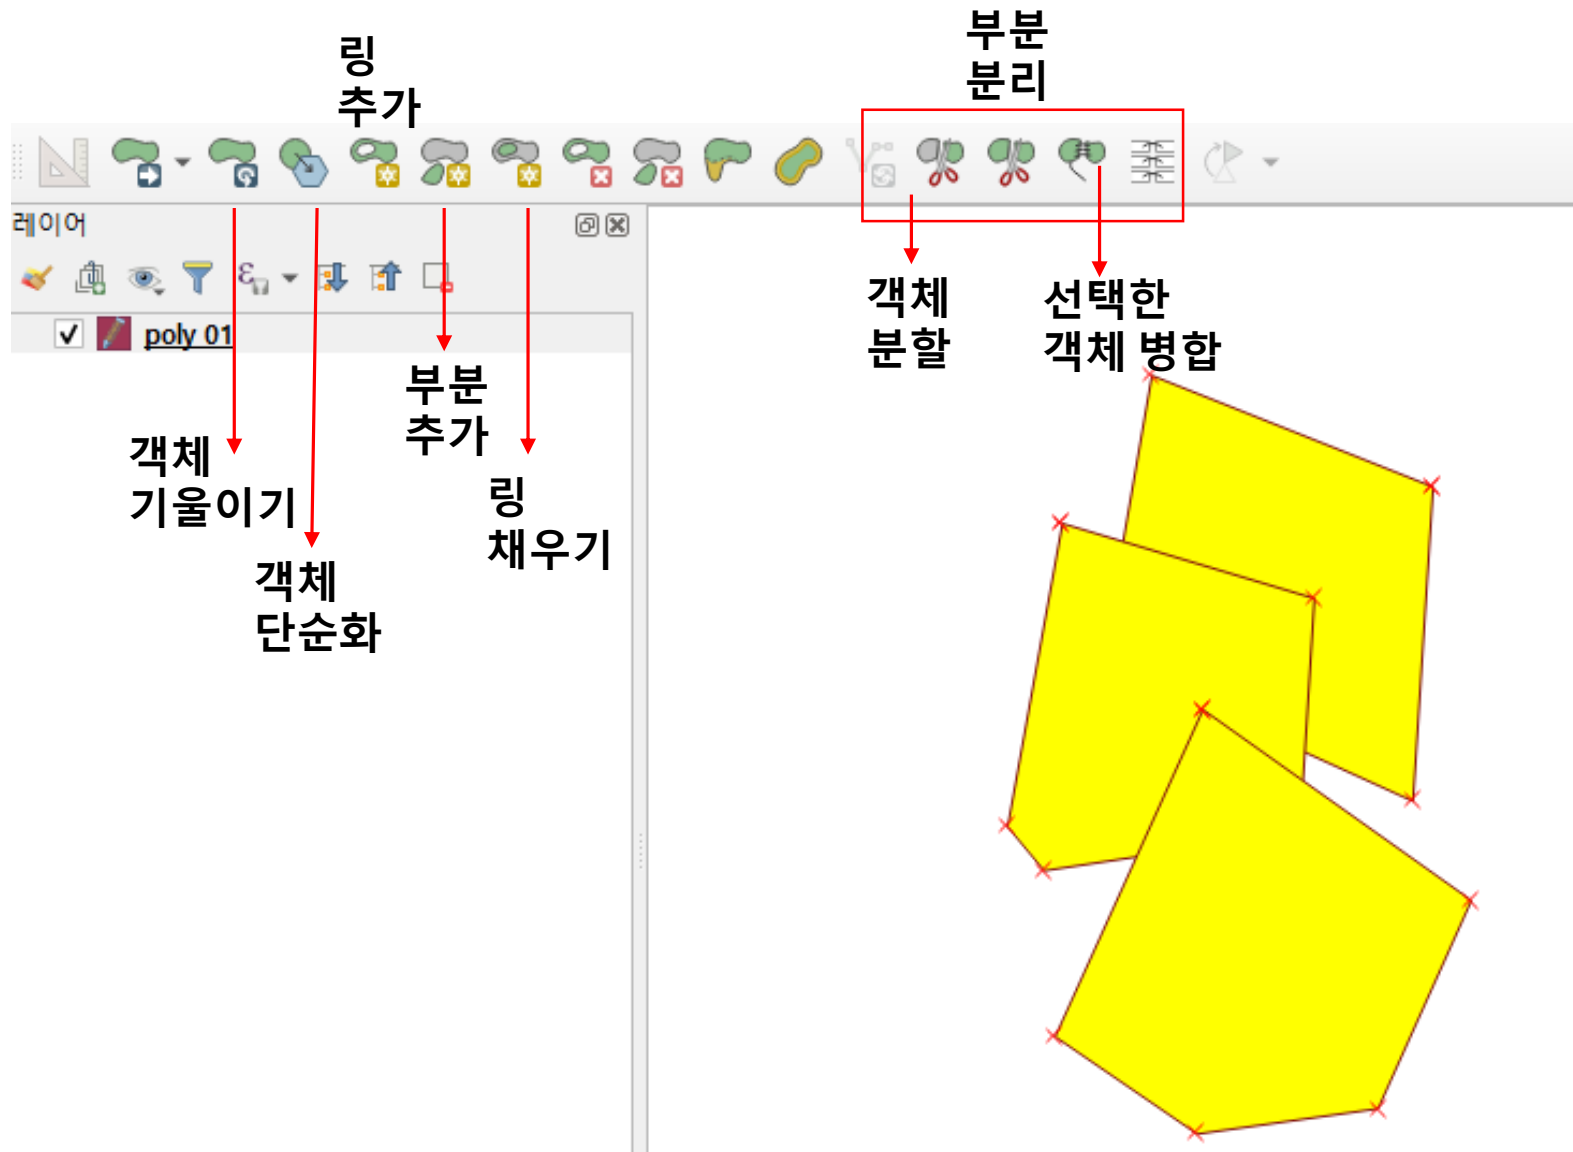 링
추가
부분
분리
레이어
ε
poly 01
객체
분할
선택한
객체 병합
부분
추가
객체
기울이기
링
채우기
객체
단순화